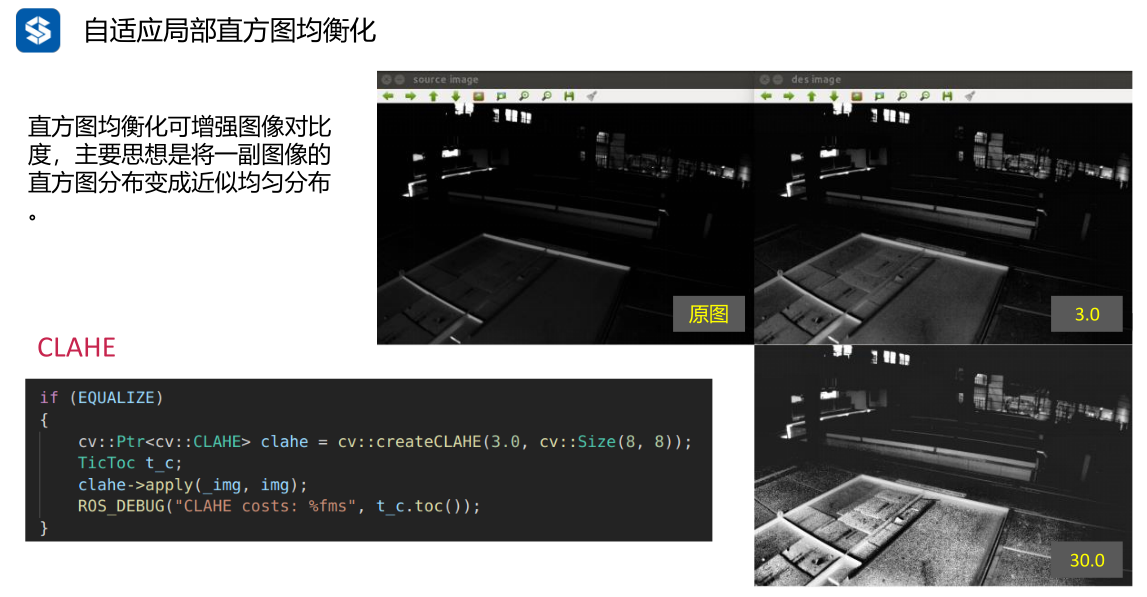 自适应局部直方图均衡化
直方图均衡化可增强图像对比
度，主要思想是将一副图像的
直方图分布变成近似均匀分布
。
source image
des image
原图
3.0
30.0
CLAHE
if (EQUALIZE)
{
cv::Ptr<cv::CLAHE> clahe = cv::createCLAHE(3.0, cv::Size(8, 8));
TicToc t_c;
clahe->apply(_img, img);
ROS_DEBUG("CLAHE costs: %fms", t_c.toc());
}